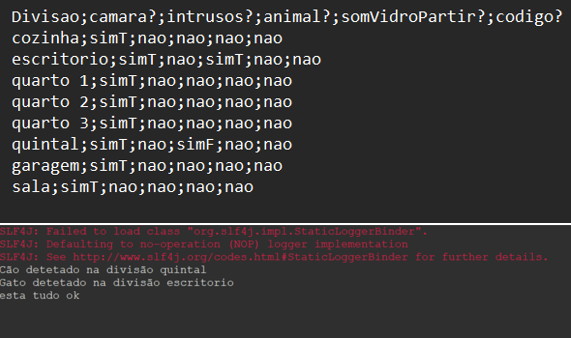 Divisao;camara?;intrusos?;animal?;somVidroPartir?;codigo?
cozinha;simT;nao;nao;nao;nao
escritorio;simT;nao;simT;nao;nao
quarto 1;simT;nao;nao;nao;nao
quarto 2;simT;nao;nao;nao;nao
quarto 3;simT;nao;nao;nao;nao
quintal;simT;nao;simF;nao;nao
garagem;simT;nao;nao;nao;nao
sala;simT;nao;nao;nao;nao
SLF4J: Failed to load class "org.slf4j.impl.StaticLoggerBinder".
SLF4J: Defaulting to no-operation (NOP) logger implementation
SLF4J: See http://www.slf4j.org/codes.html#StaticLoggerBinder for further details.
Cão detetado na divisão quintal
Gato detetado na divisão escritorio
esta tudo ok